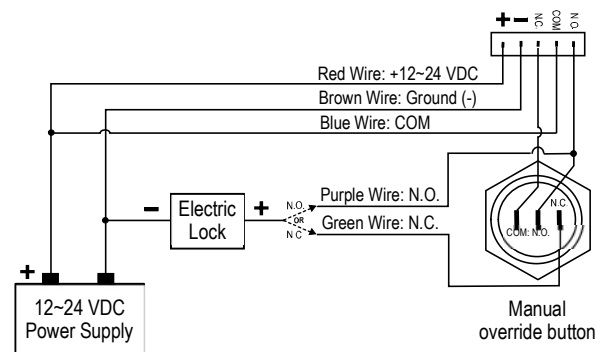 + − N.C. COM N.O.
Red Wire: +12~24 VDC
Brown Wire: Ground (-)
Blue Wire: COM
Purple Wire: N.O.
Green Wire: N.C.
− Electric
Lock +
N.O.
OR
N C
N.C.
COM: N.O.
+
12~24 VDC
Power Supply
Manual
override button